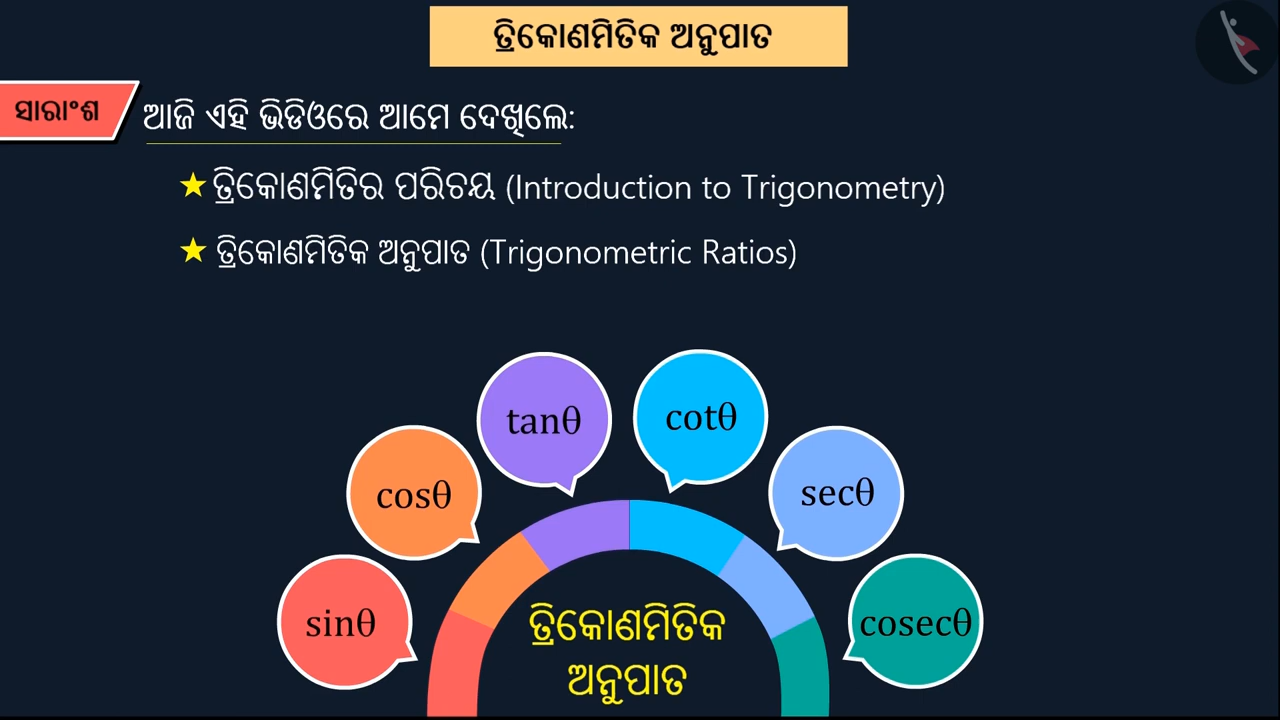 ତ୍ରିକୋଣମିତିକ ଅନୁପାତ
ସାରାଂଶ
ଆଜି ଏହି ଭିଡିଓରେ ଆମେ ଦେଖିଲେ:
ତ୍ରିକୋଣମିତିର ପରିଚୟ (Introduction to Trigonometry)
ତ୍ରିକୋଣମିତିକ ଅନୁପାତ (Trigonometric Ratios)
sinθ
cosθ
tanθ
cotθ
secθ
cosecθ
ତ୍ରିକୋଣମିତିକ
ଅନୁପାତ